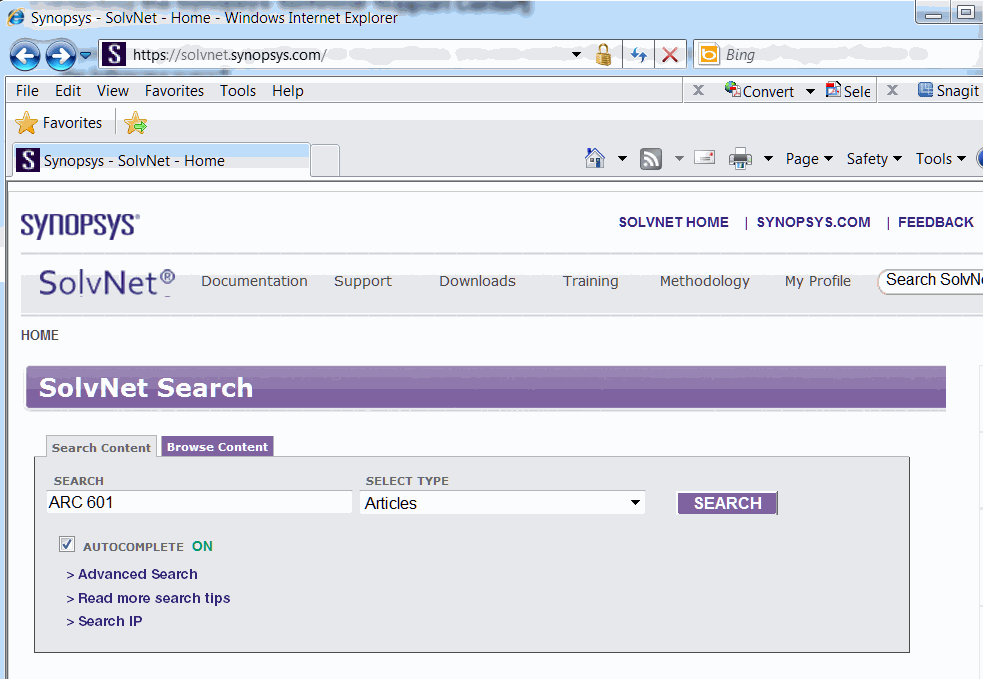 Synopsys - SolvNet - Home - Windows Internet Explorer
S https://solvnet.synopsys.com/ Bing
File Edit View Favorites Tools Help X Convert Sele X Snagit
Favorites
S Synopsys - SolvNet - Home Page Safety Tools
SYNOPSYS® SOLVNET HOME | SYNOPSYS.COM | FEEDBACK
SolvNet® Documentation Support Downloads Training Methodology My Profile Search SolvNe
HOME
SolvNet Search
Search Content Browse Content
SEARCH SELECT TYPE
ARC 601 Articles SEARCH
AUTOCOMPLETE ON
> Advanced Search
> Read more search tips
> Search IP